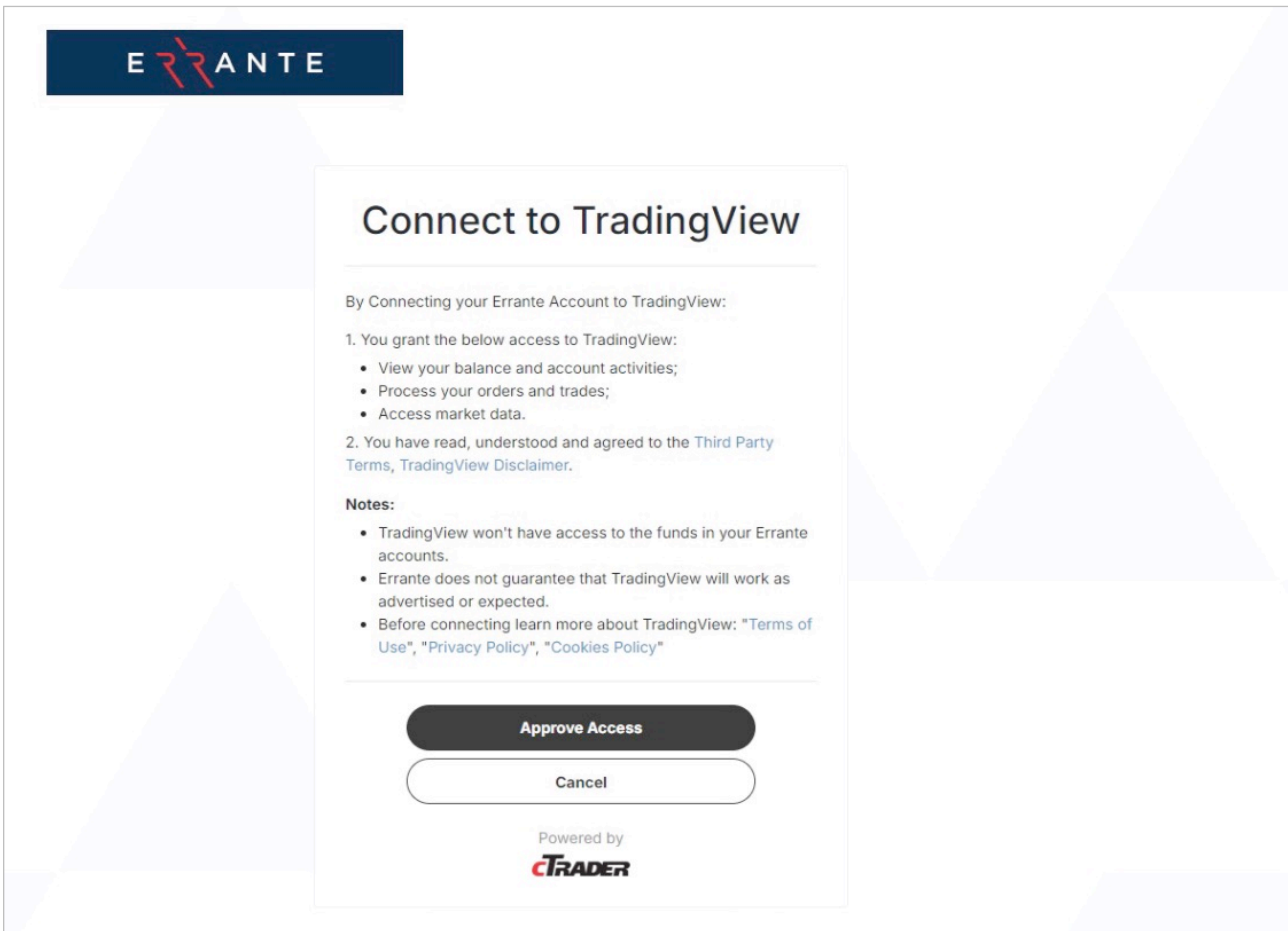 ERRANTE
Connect to TradingView
By Connecting your Errante Account to TradingView:
1. You grant the below access to TradingView:
• View your balance and account activities;
• Process your orders and trades;
• Access market data.
2. You have read, understood and agreed to the Third Party
Terms, TradingView Disclaimer.
Notes:
• TradingView won't have access to the funds in your Errante
accounts.
• Errante does not guarantee that TradingView will work as
advertised or expected.
• Before connecting learn more about TradingView: "Terms of
Use", "Privacy Policy", "Cookies Policy"
Approve Access
Cancel
Powered by
cTRADER